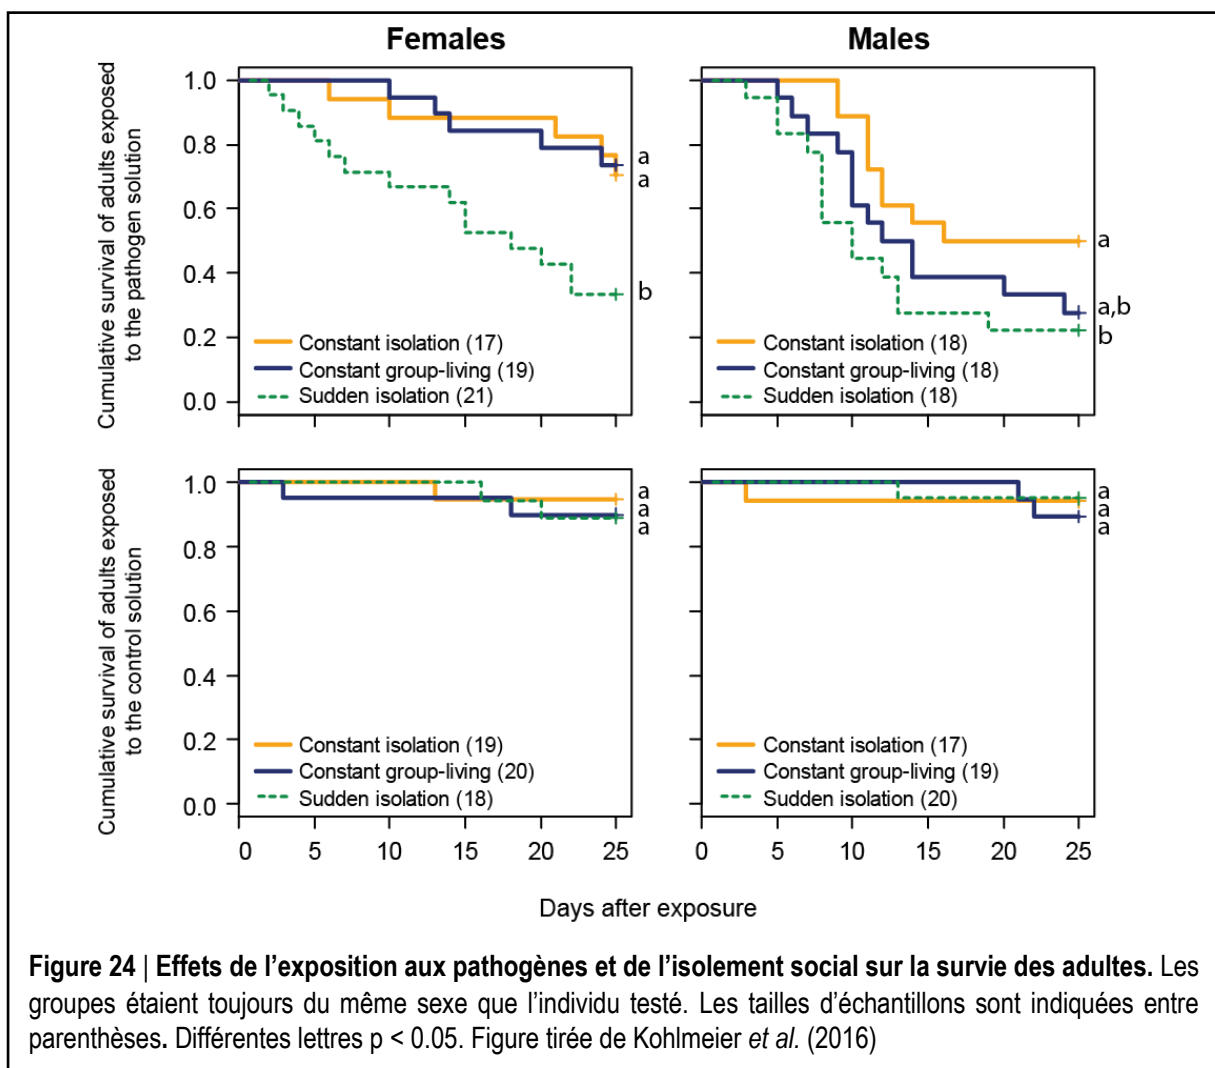 Females
Males
Cumulative survival of adults exposed
to the pathogen solution
1.0
0.8
0.6
0.4
0.2
0.0
a
a
b
Constant isolation (17)
Constant group-living (19)
Sudden isolation (21)
a
a,b
b
Constant isolation (18)
Constant group-living (18)
Sudden isolation (18)
Cumulative survival of adults exposed
to the control solution
1.0
0.8
0.6
0.4
0.2
0.0
a
a
a
Constant isolation (19)
Constant group-living (20)
Sudden isolation (18)
a
a
a
Constant isolation (17)
Constant group-living (19)
Sudden isolation (20)
0 5 10 15 20 25
0 5 10 15 20 25
Days after exposure
Figure 24 | Effets de l'exposition aux pathogènes et de l'isolement social sur la survie des adultes. Les
groupes étaient toujours du même sexe que l'individu testé. Les tailles d'échantillons sont indiquées entre
parenthèses. Différentes lettres p < 0.05. Figure tirée de Kohlmeier et al. (2016)